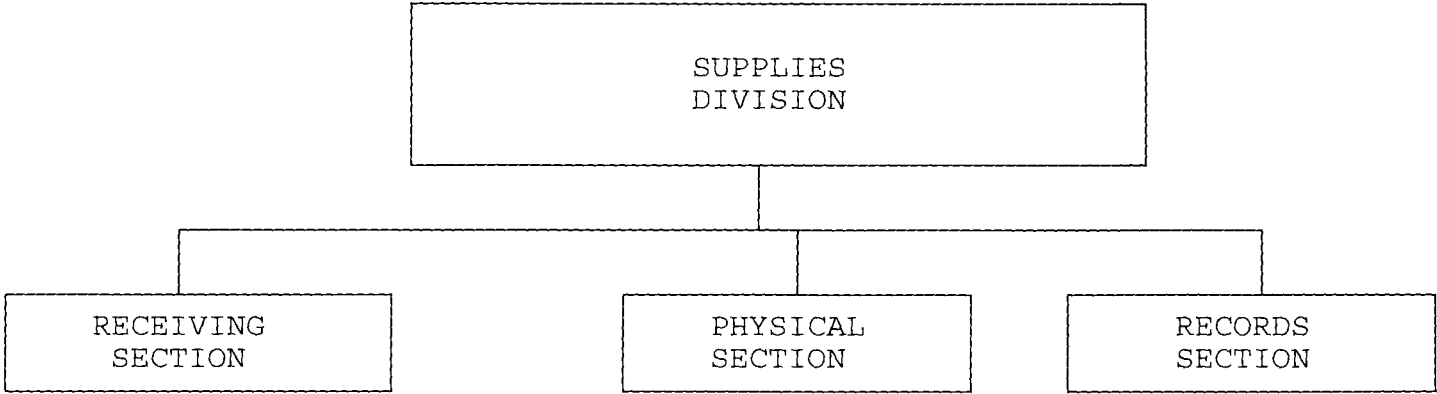 SUPPLIES
DIVISION
RECEIVING
SECTION
PHYSICAL
SECTION
RECORDS
SECTION